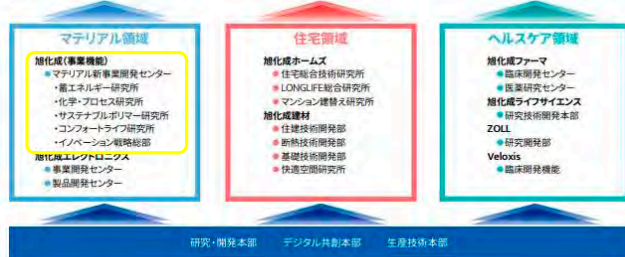 マテリアル領域
旭化成(事業機能)
●マテリアル新事業開発センター
・蓄エネルギー研究所
・化学・プロセス研究所
・サステナブルポリマー研究所
・コンフォートライフ研究所
・イノベーション戦略総部
旭化成エレクトロニクス
●事業開発センター
●製品開発センター
住宅領域
旭化成ホームズ
●住宅総合技術研究所
●LONGLIFE総合研究所
●マンション建替え研究所
旭化成建材
●住建技術開発部
●断熱技術開発部
●基礎技術開発部
●快適空間研究所
ヘルスケア領域
旭化成ファーマ
●臨床開発センター
●医薬研究センター
旭化成ライフサイエンス
●研究技術開発本部
ZOLL
●研究開発部
Veloxis
●臨床開発機能
研究・開発本部 デジタル共創本部 生産技術本部